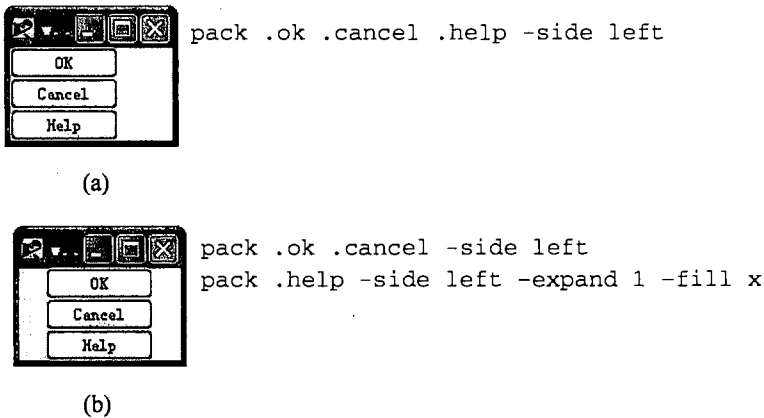 pack .ok .cancel .help -side left
OK
Cancel
Help
(a)
pack .ok .cancel -side left
OK
pack .help -side left -expand 1 -fill x
Cancel
Help
(b)